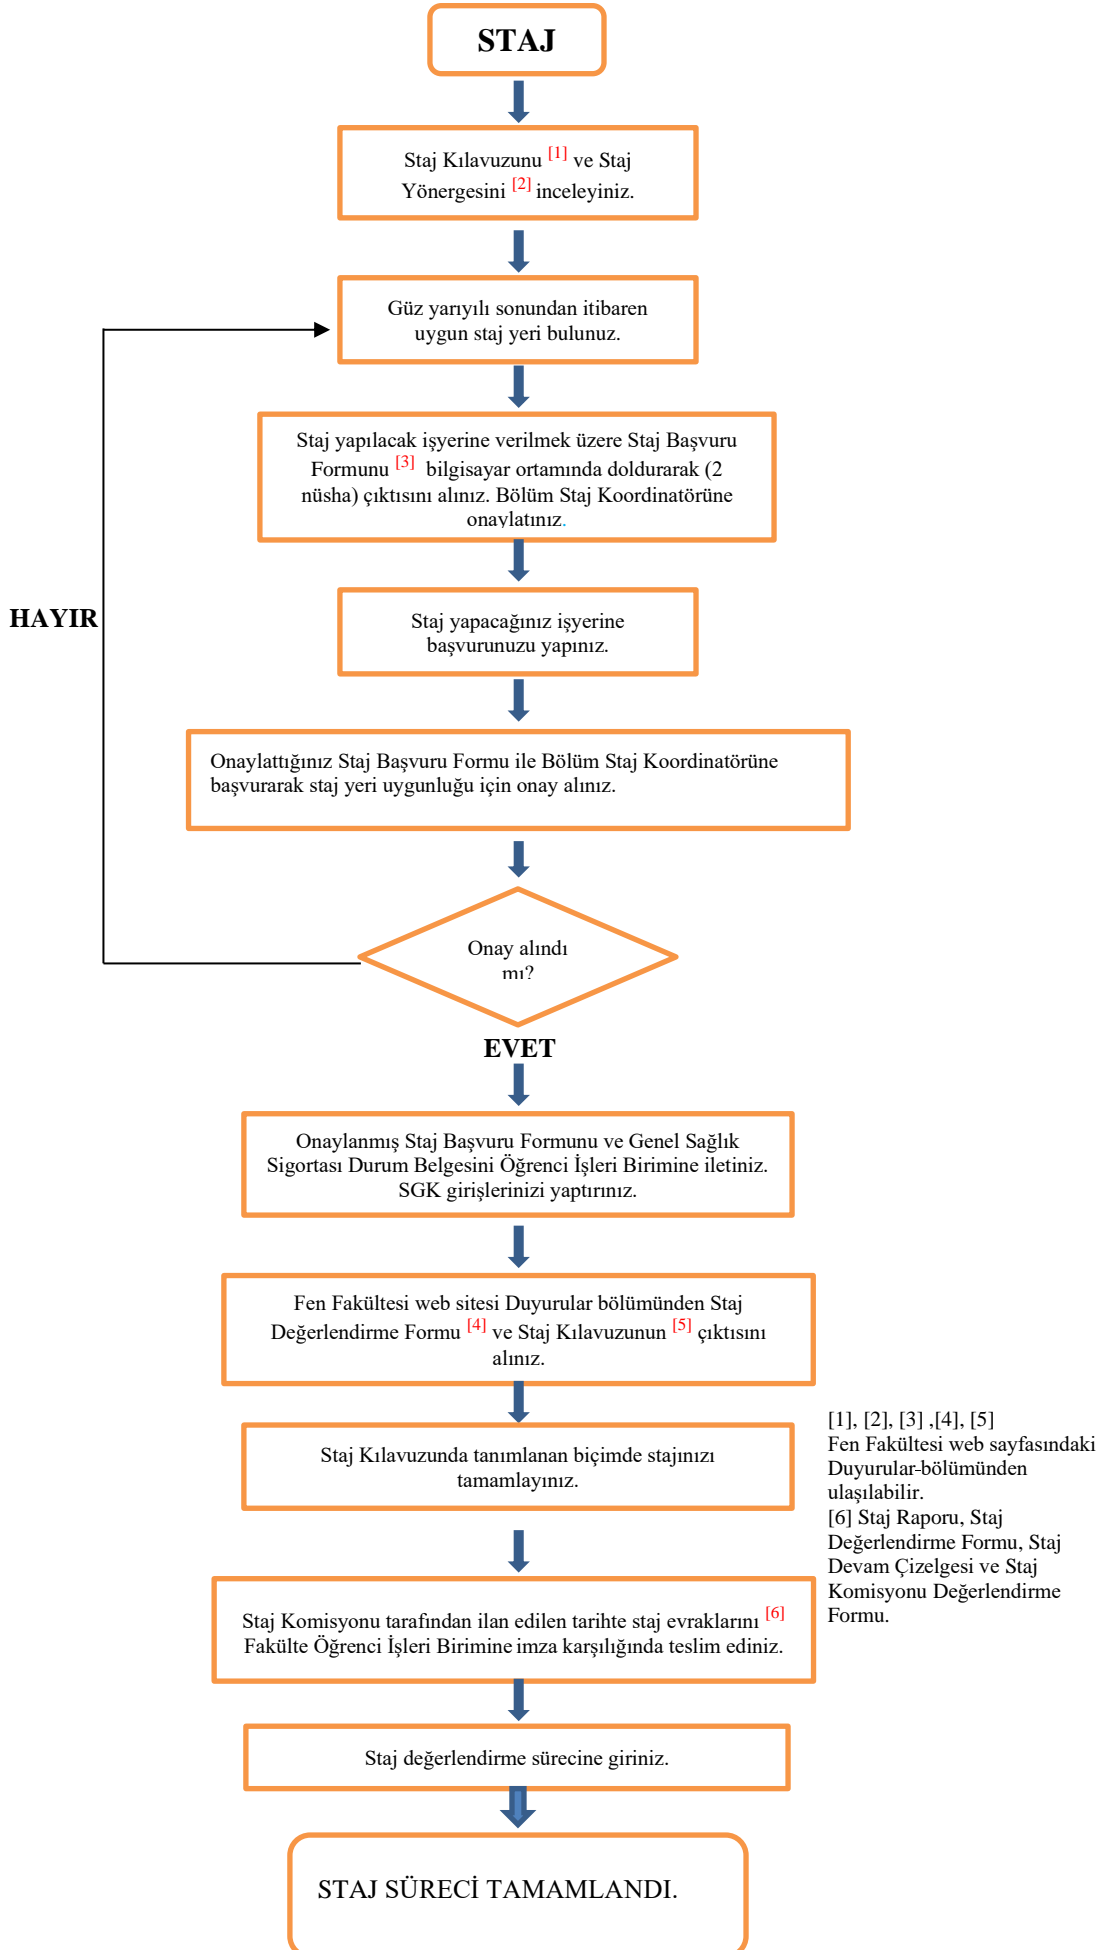 STAJ
Staj Kılavuzunu [1] ve Staj
Yönergesini [2] inceleyiniz.
Güz yarıyılı sonundan itibaren
uygun staj yeri bulunuz.
Staj yapılacak işyerine verilmek üzere Staj Başvuru
Formunu [3] bilgisayar ortamında doldurarak (2
nüsha) çıktısını alınız. Bölüm Staj Koordinatörüne
onaylatınız.
HAYIR
Staj yapacağınız işyerine
başvurunuzu yapınız.
Onaylattığınız Staj Başvuru Formu ile Bölüm Staj Koordinatörüne
başvurarak staj yeri uygunluğu için onay alınız.
Onay alındı
mı?
EVET
Onaylanmış Staj Başvuru Formunu ve Genel Sağlık
Sigortası Durum Belgesini Öğrenci İşleri Birimine iletiniz.
SGK girişlerinizi yaptırınız.
Fen Fakültesi web sitesi Duyurular bölümünden Staj
Değerlendirme Formu [4] ve Staj Kılavuzunun [5] çıktısını
alınız.
Staj Kılavuzunda tanımlanan biçimde stajınızı
tamamlayınız.
[1], [2], [3] ,[4], [5]
Fen Fakültesi web sayfasındaki
Duyurular-bölümünden
ulaşılabilir.
[6] Staj Raporu, Staj
Değerlendirme Formu, Staj
Devam Çizelgesi ve Staj
Komisyonu Değerlendirme
Formu.
Staj Komisyonu tarafından ilan edilen tarihte staj evraklarını [6]
Fakülte Öğrenci İşleri Birimine imza karşılığında teslim ediniz.
Staj değerlendirme sürecine giriniz.
STAJ SÜRECİ TAMAMLANDI.